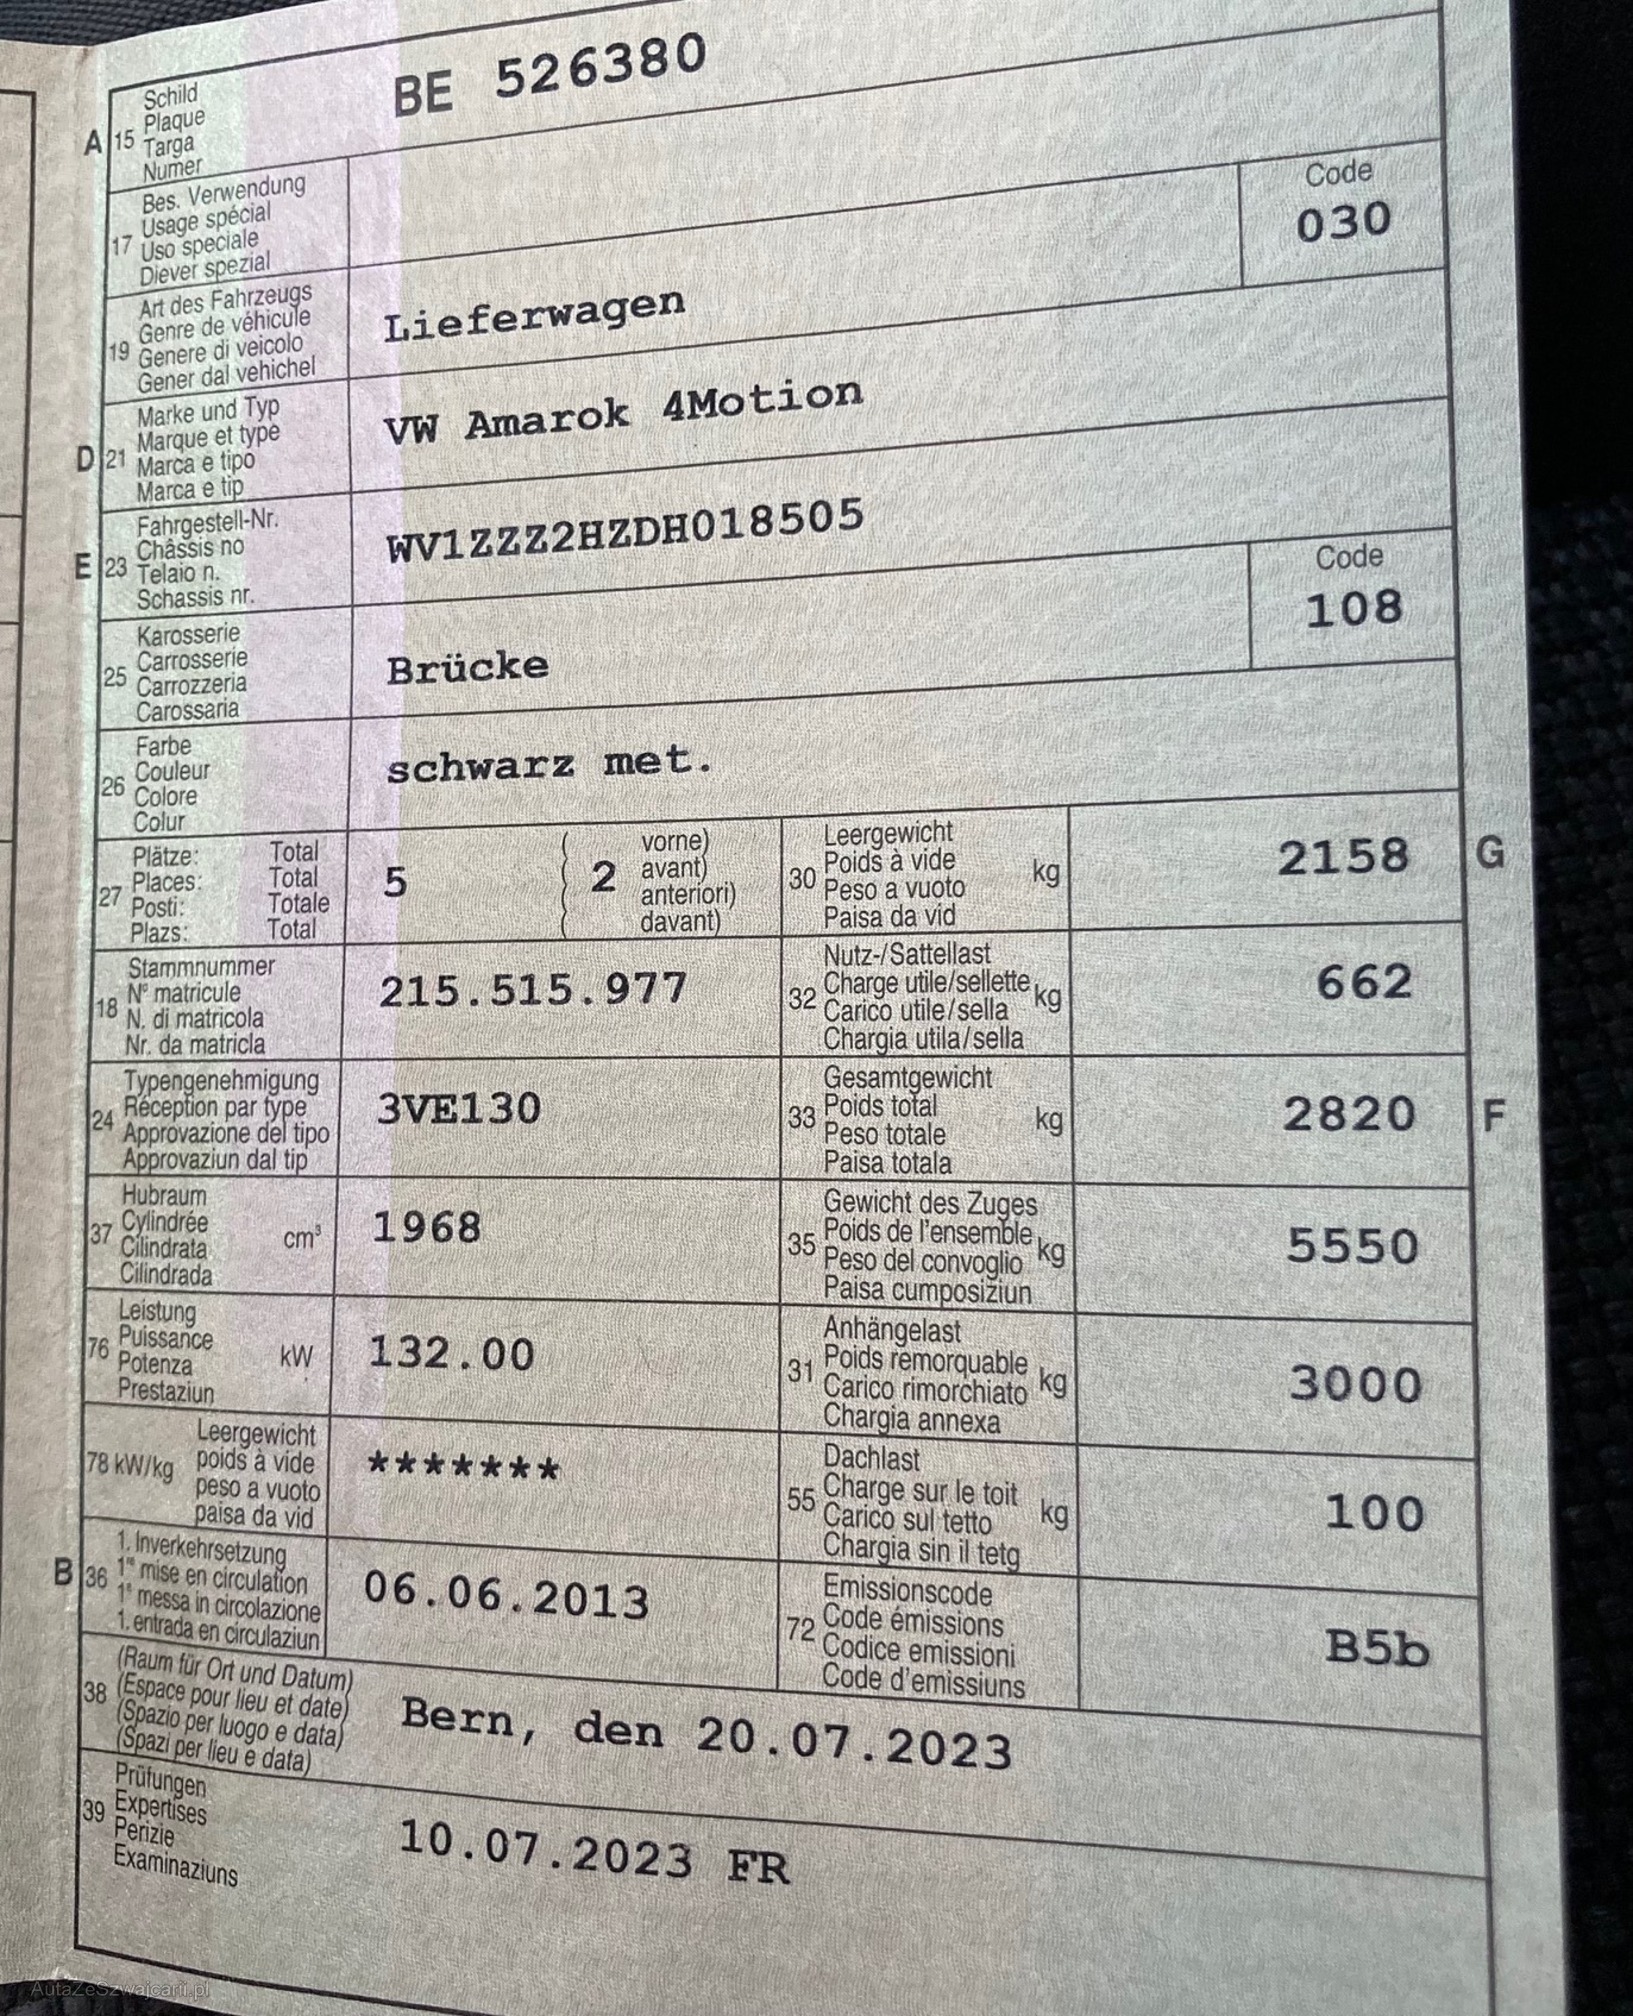 A 15 Schild
Plaque
Targa
Numer
BE 526380
17 Bes. Verwendung
Usage spécial
Uso speciale
Diever spezial
Code
030
19 Art des Fahrzeugs
Genre de véhicule
Genere di veicolo
Gener dal vehichel
Lieferwagen
D 21 Marke und Typ
Marque et type
Marca e tipo
Marca e tip
VW Amarok 4Motion
E 23 Fahrgestell-Nr.
Châssis no
Telaio n.
Schassis nr.
WV1ZZZ2HZDH018505
25 Karosserie
Carrosserie
Carrozzeria
Carossaria
Brücke
Code
108
26 Farbe
Couleur
Colore
Colur
schwarz met.
27 Plätze: Total
Places: Total
Posti: Totale
Plazs: Total
5
( 2 vorne)
avant)
anteriori)
( davant)
30 Leergewicht
Poids à vide kg
Peso a vuoto
Paisa da vid
2158 G
18 Stammnummer
N° matricule
N. di matricola
Nr. da matricla
215.515.977
32 Nutz-/Sattellast
Charge utile/sellette kg
Carico utile/sella
Chargia utila/sella
662
24 Typengenehmigung
Réception par type
Approvazione del tipo
Approvaziun dal tip
3VE130
33 Gesamtgewicht
Poids total kg
Peso totale
Paisa totala
2820 F
37 Hubraum
Cylindrée cm³
Cilindrata
Cilindrada
1968
35 Gewicht des Zuges
Poids de l'ensemble kg
Peso del convoglio
Paisa cumposiziun
5550
76 Leistung
Puissance kW
Potenza
Prestaziun
132.00
31 Anhängelast
Poids remorquable kg
Carico rimorchiato
Chargia annexa
3000
78 kW/kg Leergewicht
poids à vide
peso a vuoto
paisa da vid
*******
55 Dachlast
Charge sur le toit kg
Carico sul tetto
Chargia sin il tetg
100
B 36 1. Inverkehrsetzung
1re mise en circulation
1a messa in circolazione
1. entrada en circulaziun
06.06.2013
72 Emissionscode
Code émissions
Codice emissioni
Code d'emissiuns
B5b
38 (Raum für Ort und Datum)
(Espace pour lieu et date)
(Spazio per luogo e data)
(Spazi per lieu e data)
Bern, den 20.07.2023
39 Prüfungen
Expertises
Perizie
Examinaziuns
10.07.2023 FR
AutaZeSzwajcarii.pl